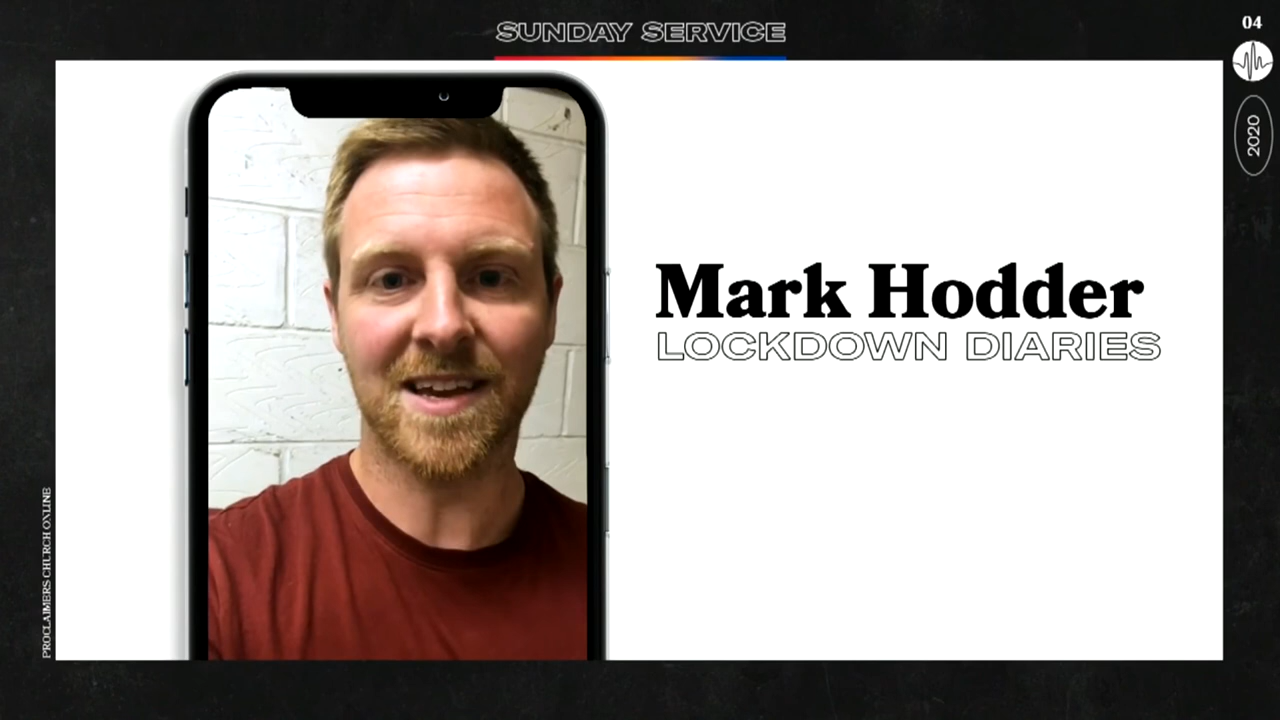 SUNDAY SERVICE
04
2020
Mark Hodder
LOCKDOWN DIARIES
PROCLAIMERS CHURCH ONLINE